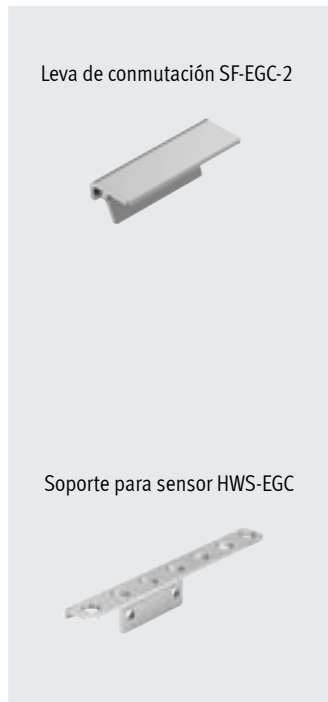 Leva de conmutación SF-EGC-2
Soporte para sensor HWS-EGC